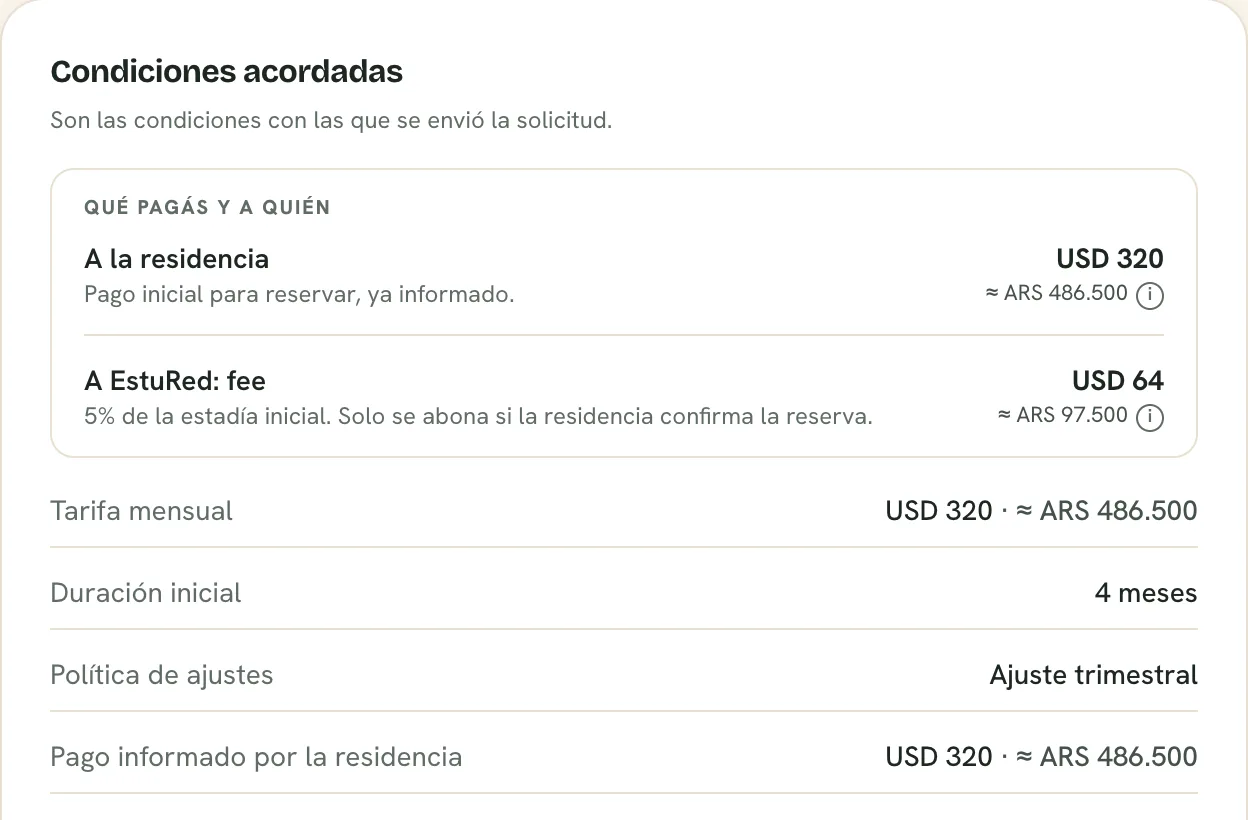 Condiciones acordadas
Son las condiciones con las que se envió la solicitud.
QUÉ PAGÁS Y A QUIÉN
A la residencia
USD 320
Pago inicial para reservar, ya informado.
≈ ARS 486.500 i
A EstuRed: fee
USD 64
5% de la estadía inicial. Solo se abona si la residencia confirma la reserva.
≈ ARS 97.500 i
Tarifa mensual
USD 320 · ≈ ARS 486.500
Duración inicial
4 meses
Política de ajustes
Ajuste trimestral
Pago informado por la residencia
USD 320 · ≈ ARS 486.500